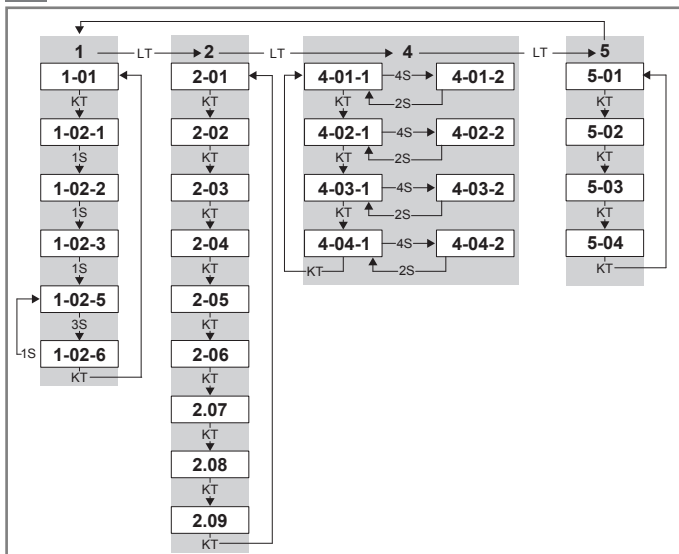 1 LT 2 LT 4 LT 5
1-01 2-01 4-01-1 4S 4-01-2 5-01
KT KT KT 2S KT
1-02-1 2-02 4-02-1 4S 4-02-2 5-02
1S KT KT 2S KT
1-02-2 2-03 4-03-1 4S 4-03-2 5-03
1S KT KT 2S KT
1-02-3 2-04 4-04-1 4S 4-04-2 5-04
1S KT KT 2S KT
1-02-5 2-05
3S KT
1S 1-02-6 2-06
KT KT
2.07
KT
2.08
KT
2.09
KT